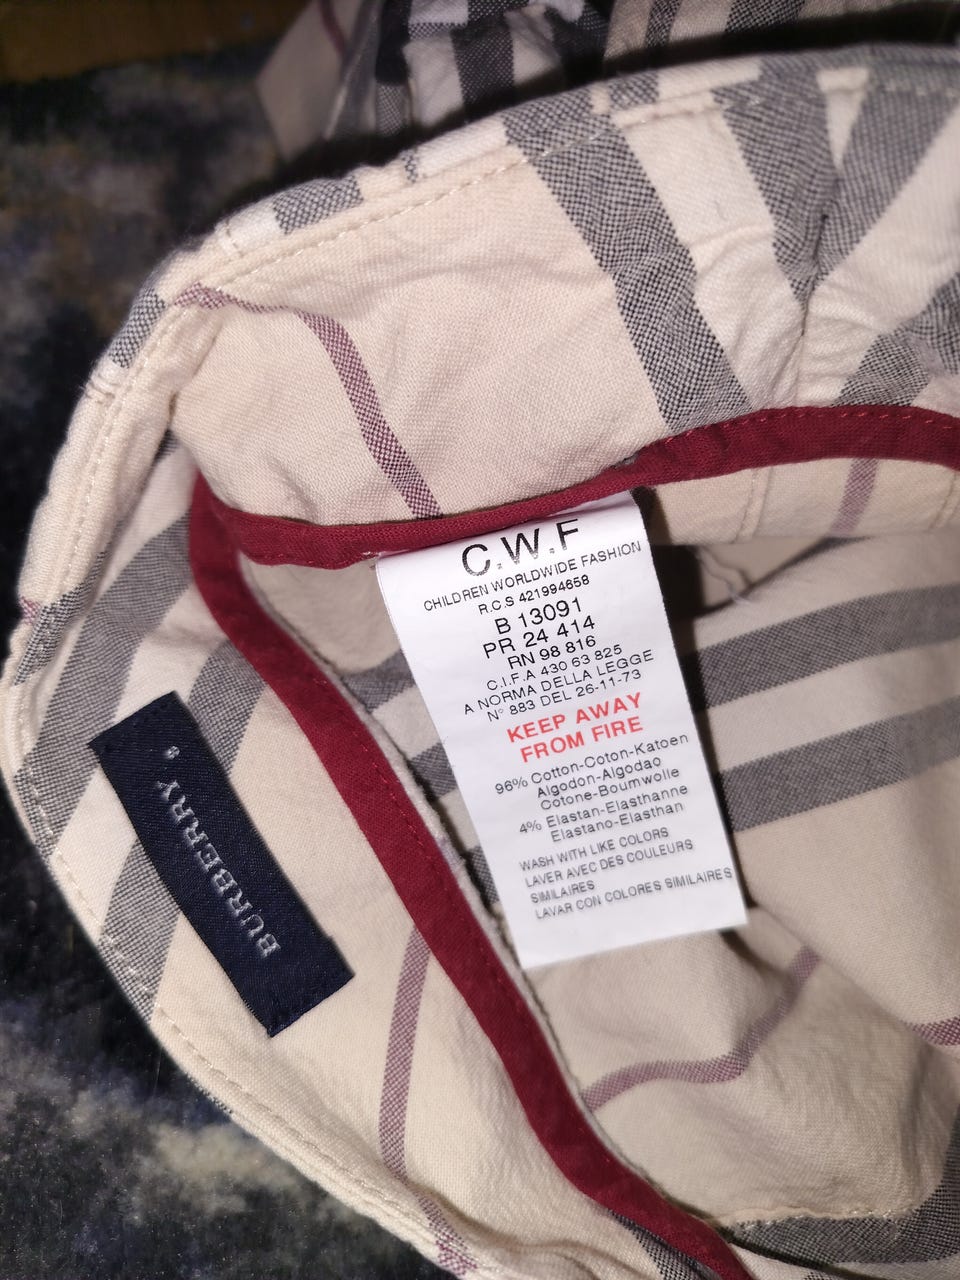 C.W.F
CHILDREN WORLDWIDE FASHION
R.C.S 421994658
B 13091
PR 24 414
RN 98 816
C.I.F.A 430 63 825
A NORMA DELLA LEGGE
N° 883 DEL 26-11-73
KEEP AWAY
FROM FIRE
96% Cotton-Coton-Katoen
Algodon-Algodao
Cotone-Boumwolle
4% Elastan-Elasthanne
Elastano-Elasthan
WASH WITH LIKE COLORS
LAVER AVEC DES COULEURS
SIMILAIRES
LAVAR CON COLORES SIMILAIRES
BURBERRY ®